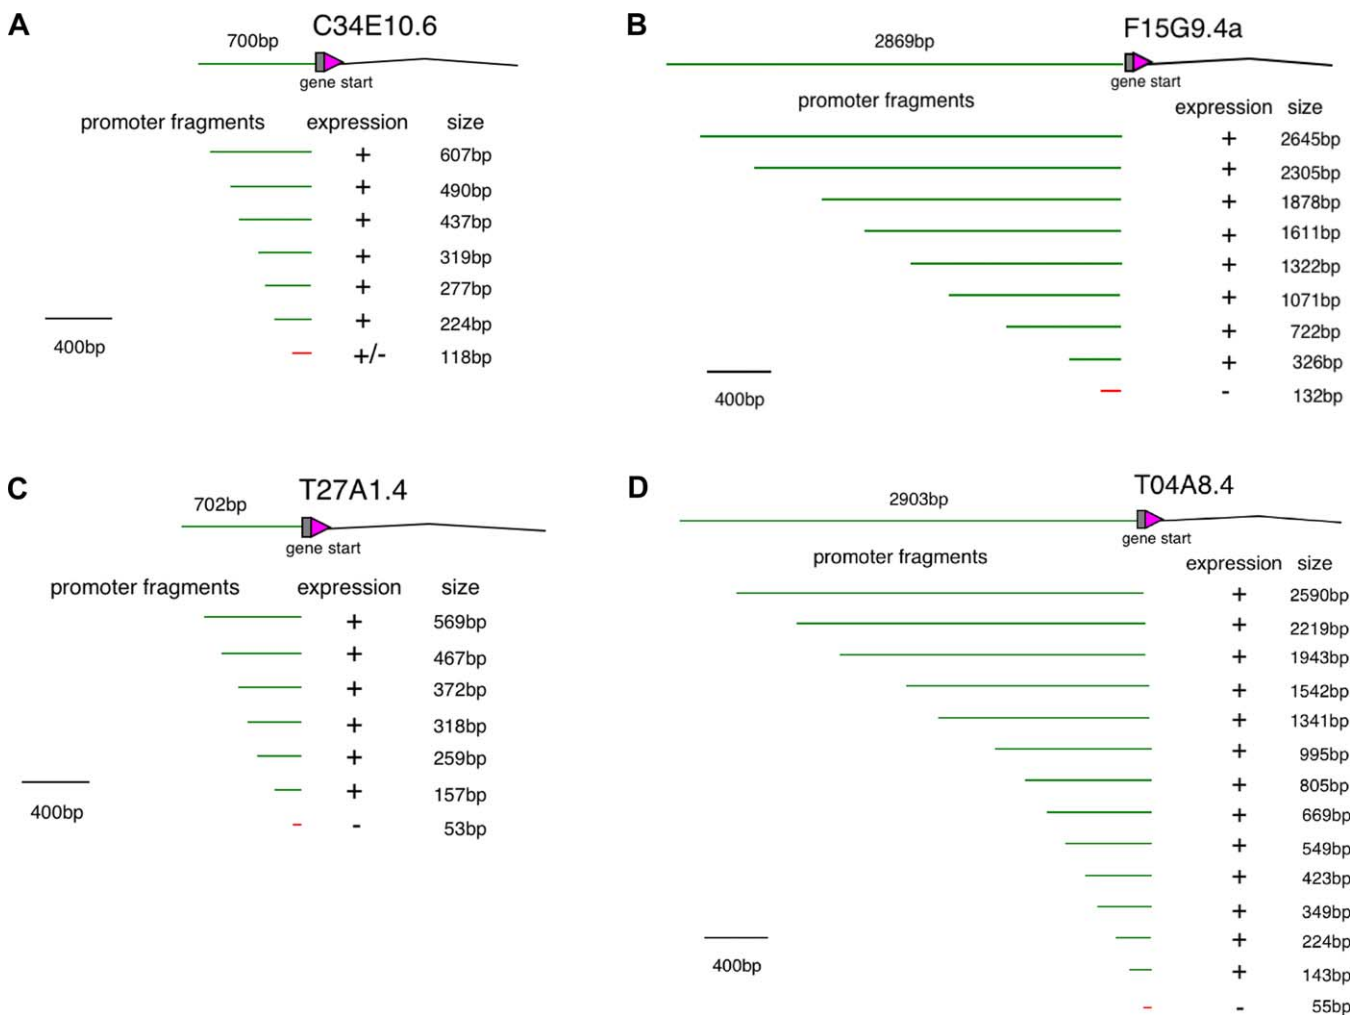 A
C34E10.6
700bp
gene start
promoter fragments expression size
+ 607bp
+ 490bp
+ 437bp
+ 319bp
+ 277bp
+ 224bp
+/- 118bp
400bp
B
F15G9.4a
2869bp
gene start
promoter fragments
expression size
+ 2645bp
+ 2305bp
+ 1878bp
+ 1611bp
+ 1322bp
+ 1071bp
+ 722bp
+ 326bp
- 132bp
400bp
C
T27A1.4
702bp
gene start
promoter fragments expression size
+ 569bp
+ 467bp
+ 372bp
+ 318bp
+ 259bp
+ 157bp
- 53bp
400bp
D
T04A8.4
2903bp
gene start
promoter fragments
expression size
+ 2590bp
+ 2219bp
+ 1943bp
+ 1542bp
+ 1341bp
+ 995bp
+ 805bp
+ 669bp
+ 549bp
+ 423bp
+ 349bp
+ 224bp
+ 143bp
- 55bp
400bp